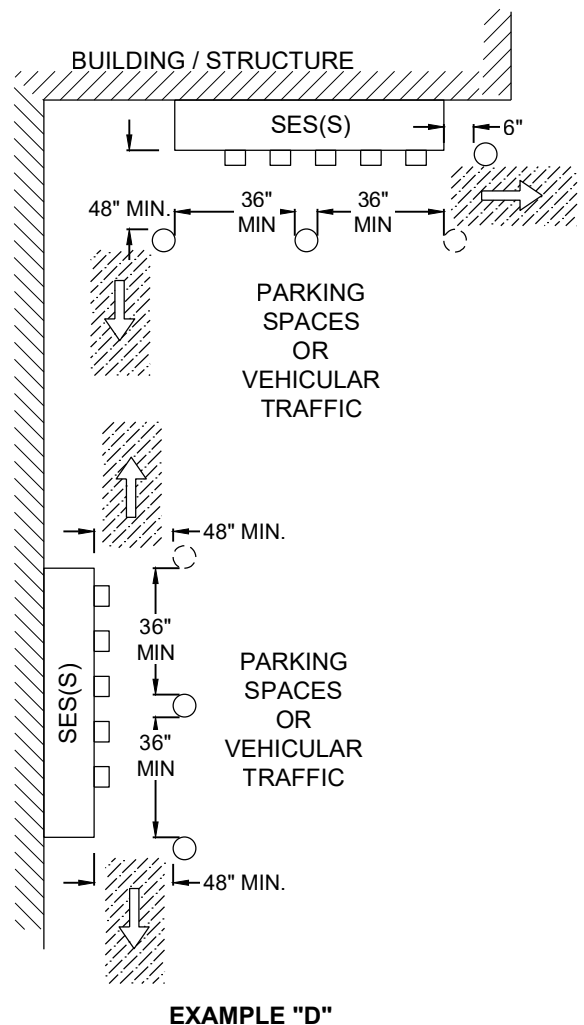 BUILDING / STRUCTURE
SES(S)
6"
48" MIN.
36"
MIN
36"
MIN
PARKING
SPACES
OR
VEHICULAR
TRAFFIC
48" MIN.
36"
MIN
SES(S)
PARKING
SPACES
OR
VEHICULAR
TRAFFIC
36"
MIN
48" MIN.
EXAMPLE "D"